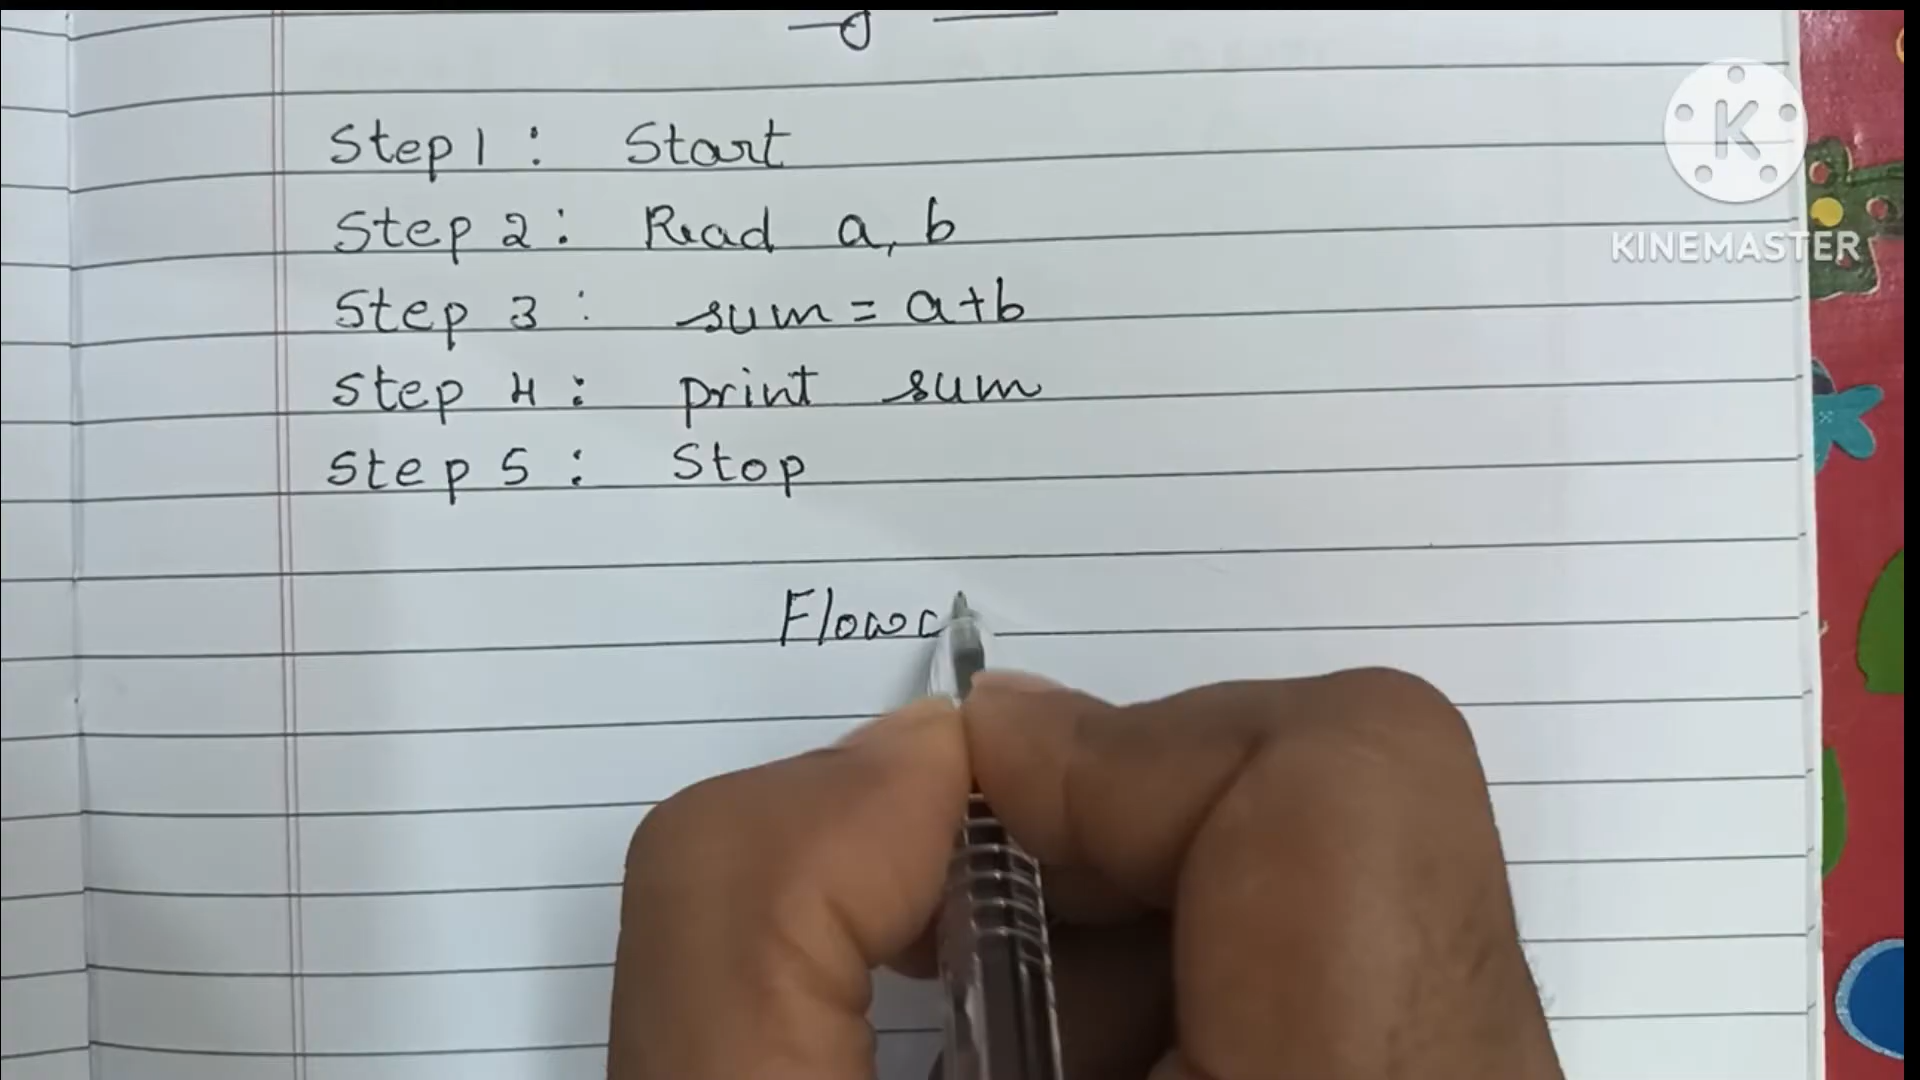 Step 1 : Start
Step 2 : Read a, b
Step 3 : sum = a+b
Step 4 : print sum
Step 5 : Stop
Flowc
K
KINEMASTER